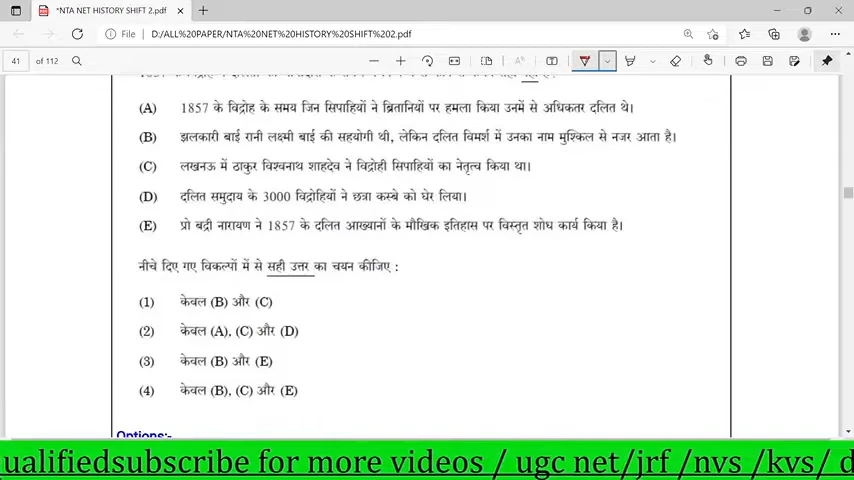 *NTA NET HISTORY SHIFT 2.pdf
File
D:/ALL%20PAPER/NTA%20NET%20HISTORY%20SHIFT%202.pdf
41 of 112
(A) 1857 के विद्रोह के समय जिन सिपाहियों ने ब्रितानियों पर हमला किया उनमें से अधिकतर दलित थे।
(B) झलकारी बाई रानी लक्ष्मी बाई की सहयोगी थी, लेकिन दलित विमर्श में उनका नाम मुश्किल से नजर आता है।
(C) लखनऊ में ठाकुर विश्वनाथ शाहदेव ने विद्रोही सिपाहियों का नेतृत्व किया था।
(D) दलित समुदाय के 3000 विद्रोहियों ने छत्रा कस्बे को घेर लिया।
(E) प्रो बद्री नारायण ने 1857 के दलित आख्यानों के मौखिक इतिहास पर विस्तृत शोध कार्य किया है।
नीचे दिए गए विकल्पों में से सही उत्तर का चयन कीजिए :
(1) केवल (B) और (C)
(2) केवल (A), (C) और (D)
(3) केवल (B) और (E)
(4) केवल (B), (C) और (E)
Options:-
ualifiedsubscribe for more videos / ugc net/jrf /nvs /kvs/ d